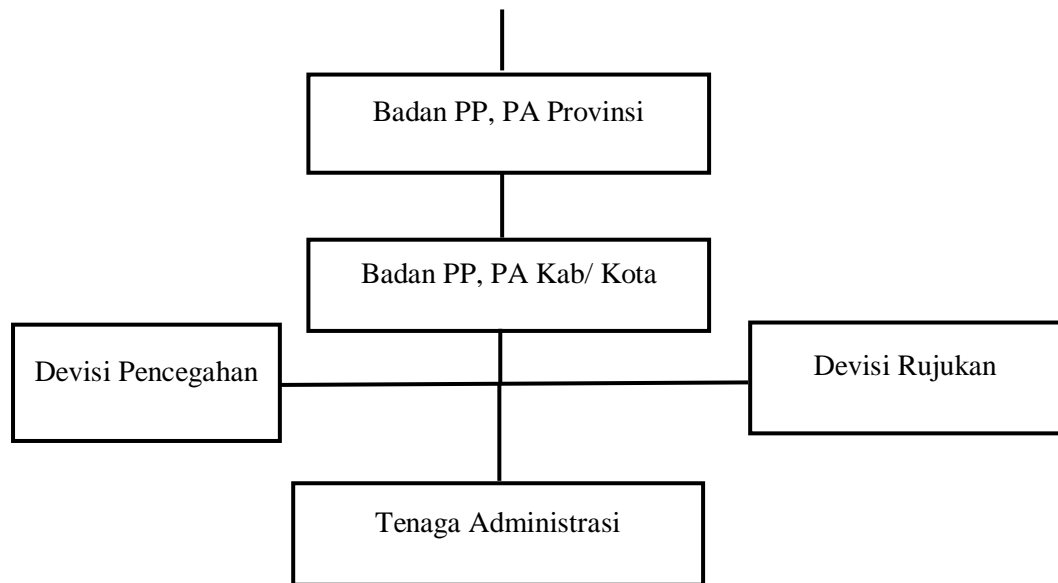 Badan PP, PA Provinsi
Badan PP, PA Kab/ Kota
Devisi Pencegahan
Devisi Rujukan
Tenaga Administrasi